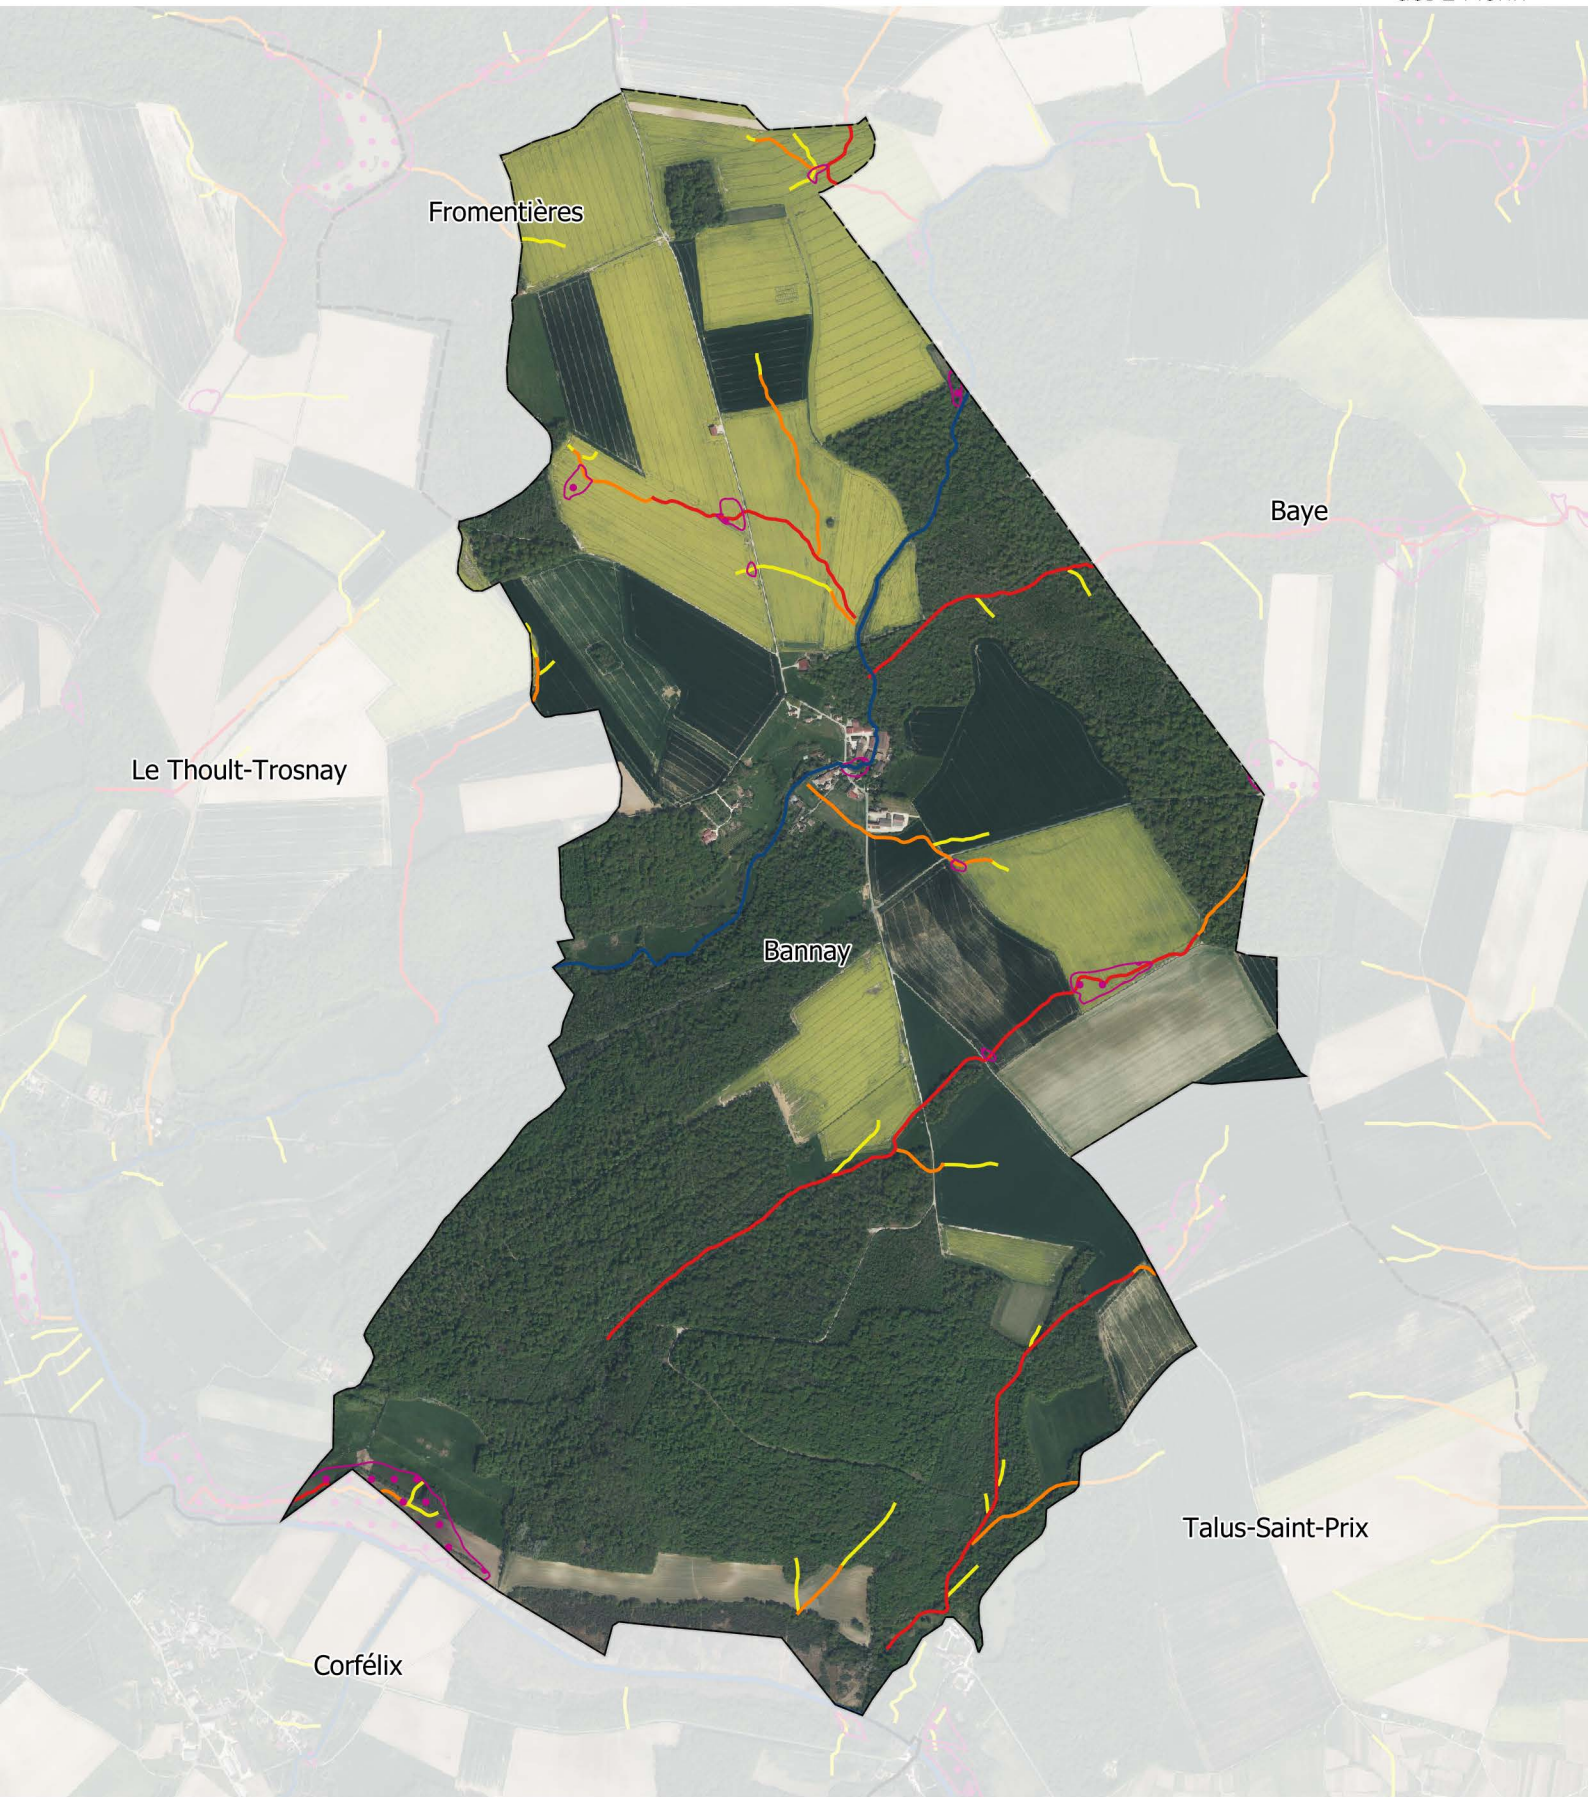 Fromentières
Baye
Le Thoult-Trosnay
Bannay
Talus-Saint-Prix
Corfélix